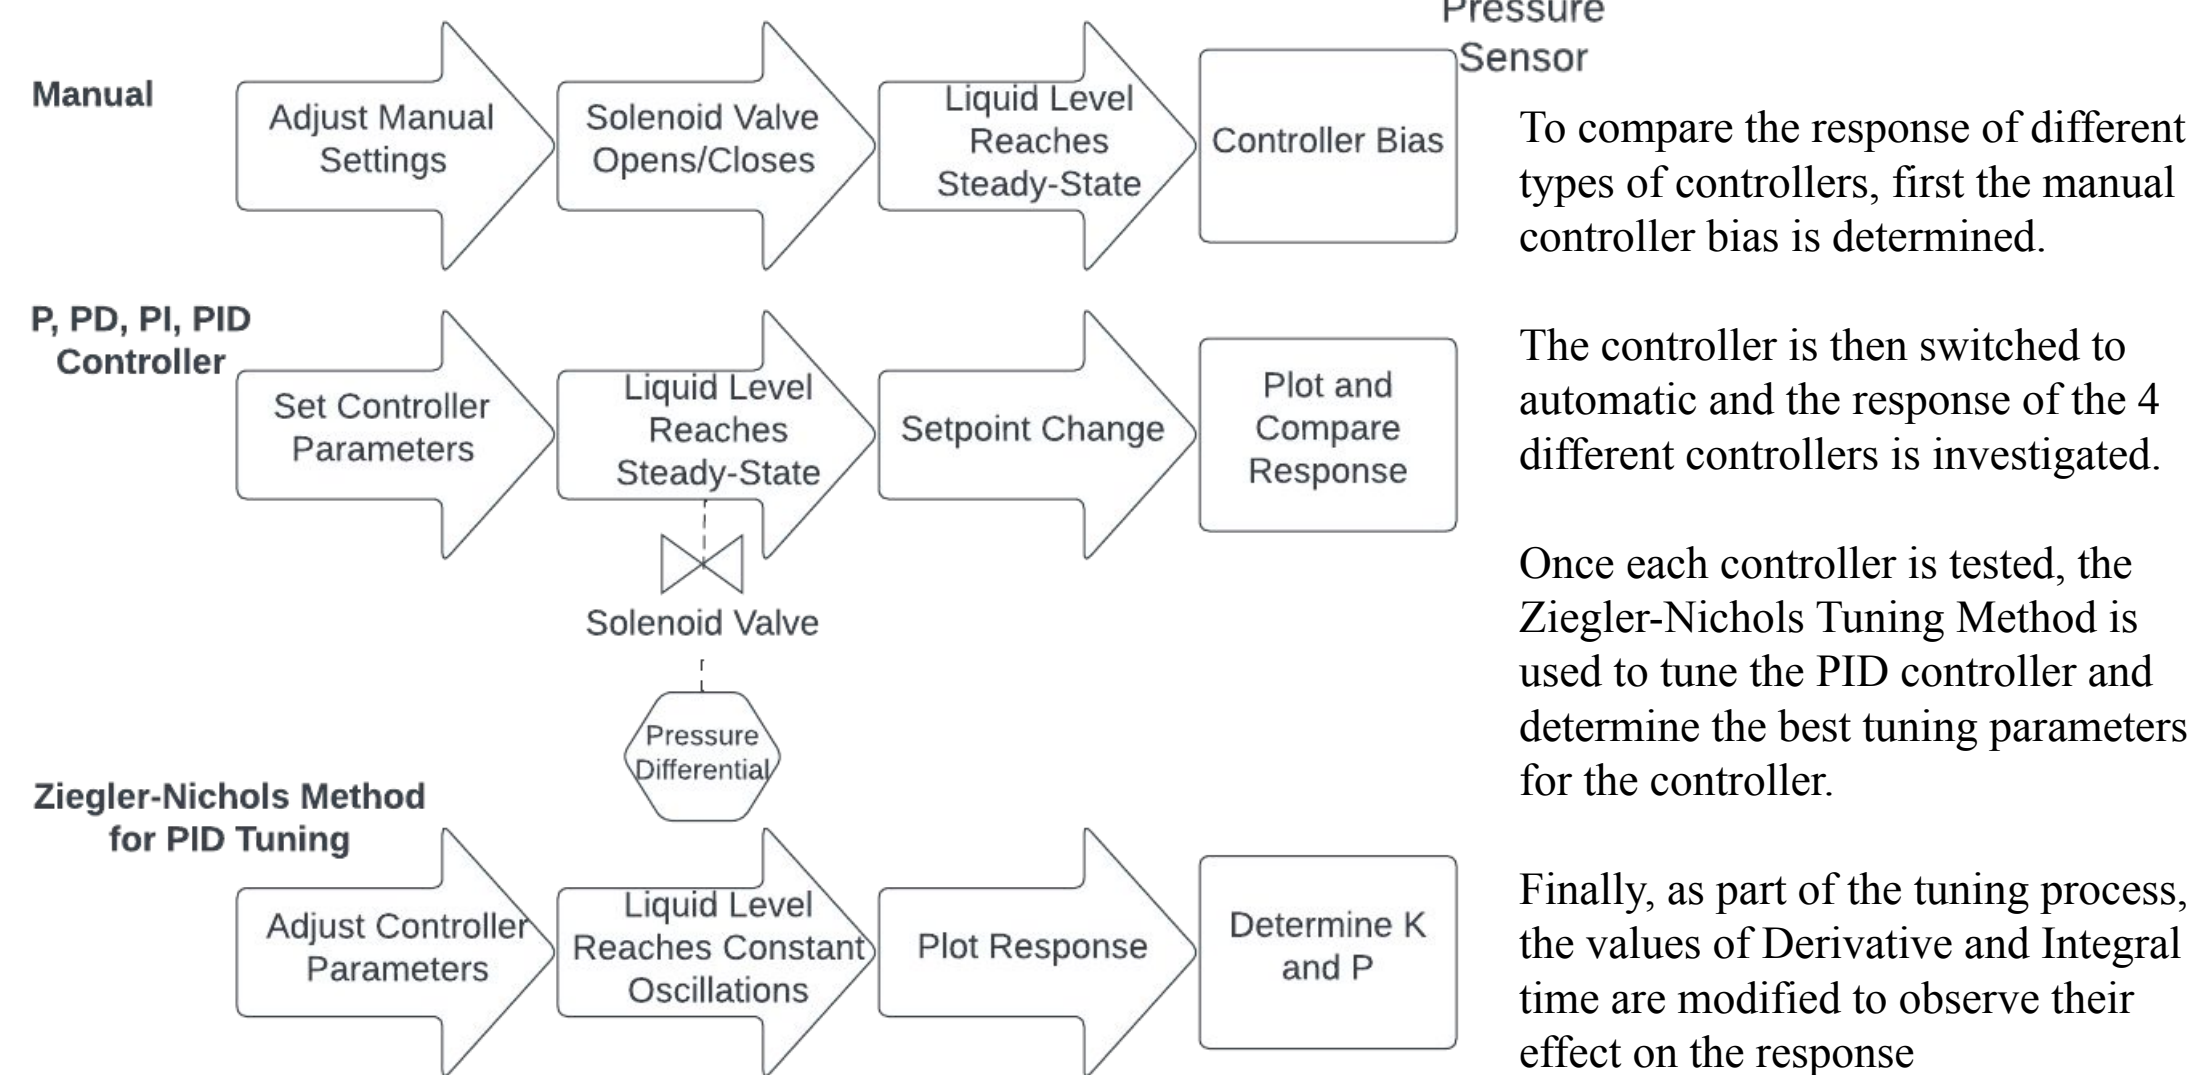 Pressure
Sensor
Manual
Adjust Manual
Settings
Solenoid Valve
Opens/Closes
Liquid Level
Reaches
Steady-State
Controller Bias
To compare the response of different
types of controllers, first the manual
controller bias is determined.
P, PD, PI, PID
Controller
Set Controller
Parameters
Liquid Level
Reaches
Steady-State
Setpoint Change
Plot and
Compare
Response
The controller is then switched to
automatic and the response of the 4
different controllers is investigated.
Solenoid Valve
Pressure
Differential
Once each controller is tested, the
Ziegler-Nichols Tuning Method is
used to tune the PID controller and
determine the best tuning parameters
for the controller.
Ziegler-Nichols Method
for PID Tuning
Adjust Controller
Parameters
Liquid Level
Reaches Constant
Oscillations
Plot Response
Determine K
and P
Finally, as part of the tuning process,
the values of Derivative and Integral
time are modified to observe their
effect on the response